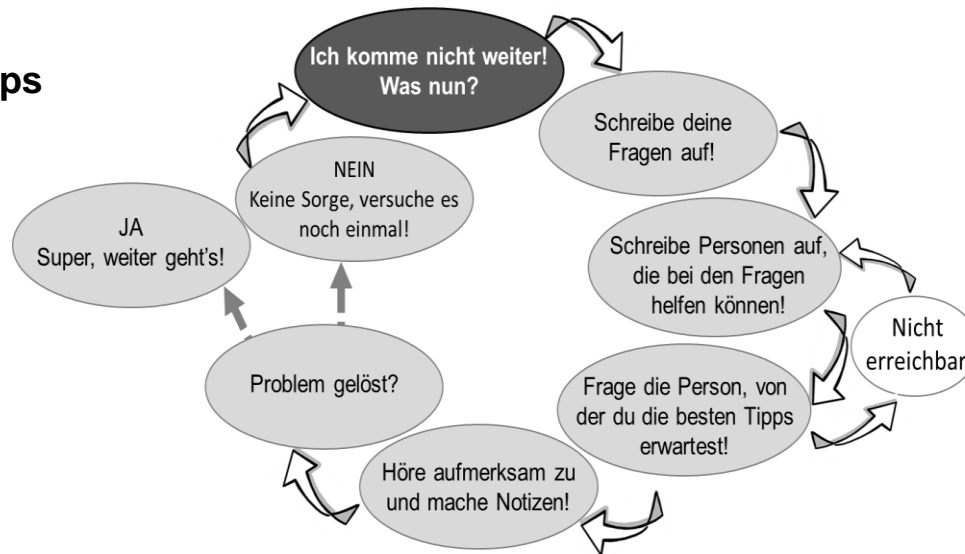 ps
Ich komme nicht weiter!
Was nun?
Schreibe deine
Fragen auf!
Schreibe Personen auf,
die bei den Fragen
helfen können!
Nicht
erreichbar
Frage die Person, von
der du die besten Tipps
erwartest!
Höre aufmerksam zu
und mache Notizen!
Problem gelöst?
JA
Super, weiter geht's!
NEIN
Keine Sorge, versuche es
noch einmal!